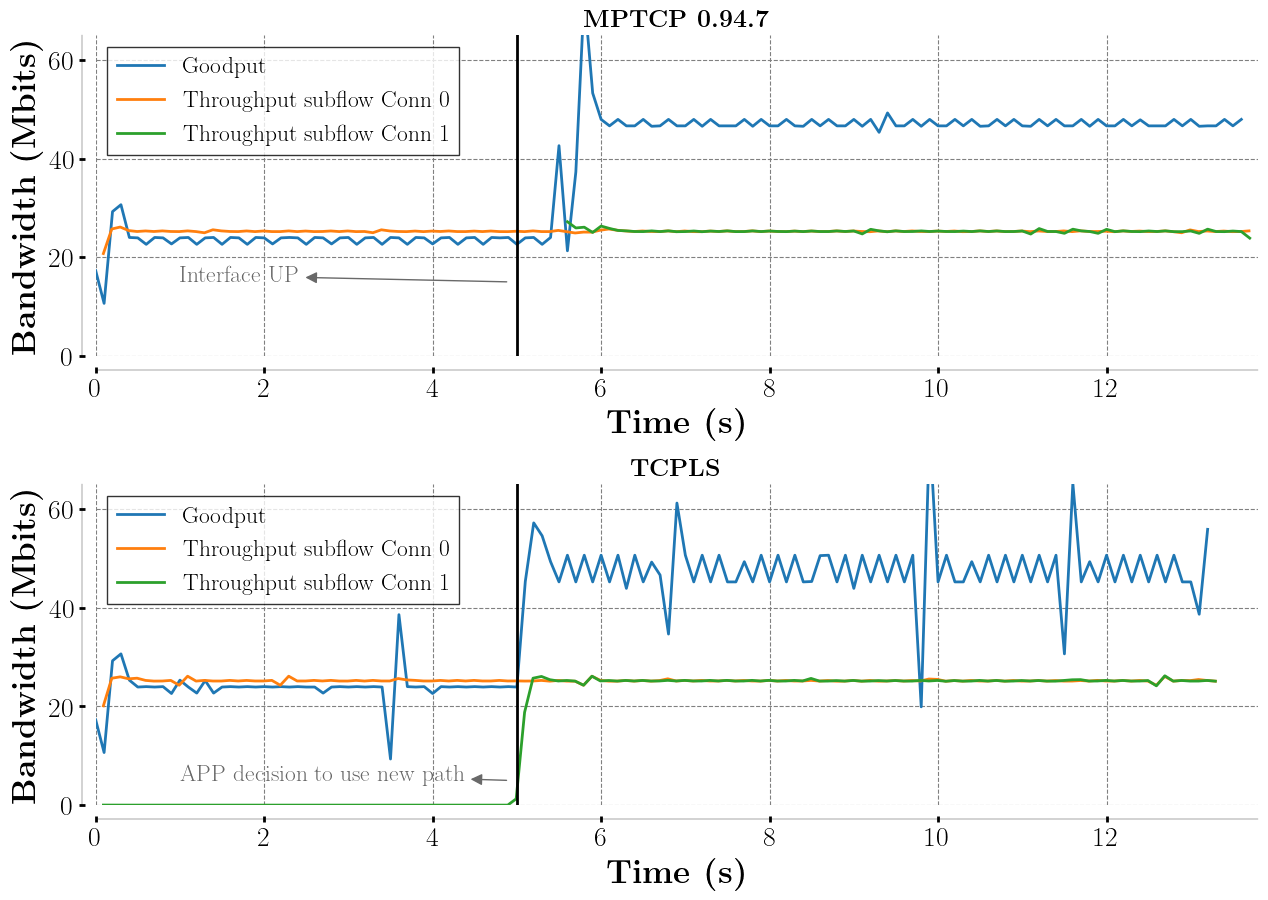 MPTCP 0.94.7
Bandwidth (Mbits)
60
40
20
0
Goodput
Throughput subflow Conn 0
Throughput subflow Conn 1
Interface UP
0 2 4 6 8 10 12
Time (s)
TCPLS
Bandwidth (Mbits)
60
40
20
0
Goodput
Throughput subflow Conn 0
Throughput subflow Conn 1
APP decision to use new path
0 2 4 6 8 10 12
Time (s)